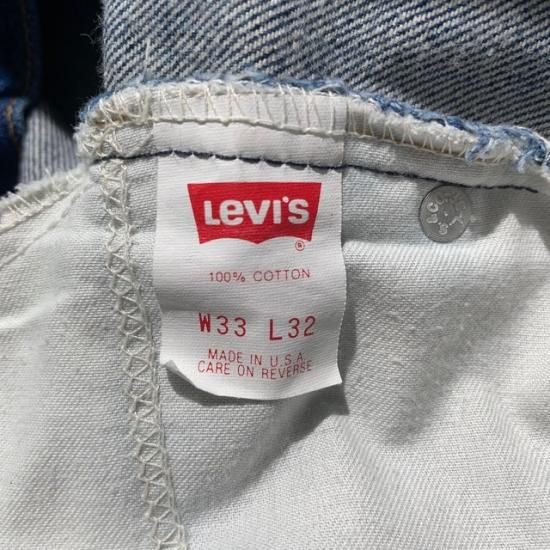 LEVI'S
®
100% COTTON
W33 L32
MADE IN U.S.A.
CARE ON REVERSE